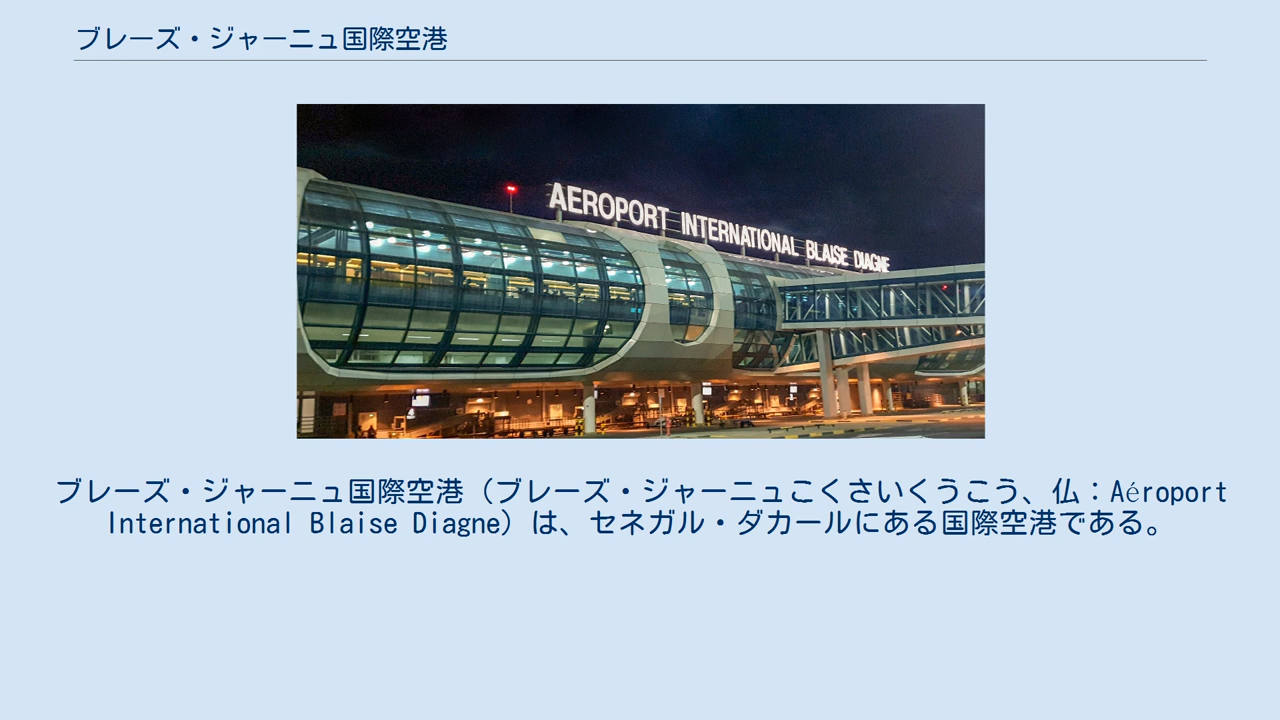 ブレーズ・ジャーニュ国際空港
AEROPORT INTERNATIONAL BLAISE DIAGNE
ブレーズ・ジャーニュ国際空港（ブレーズ・ジャーニュこくさいくうこう、仏：Aéroport
International Blaise Diagne）は、セネガル・ダカールにある国際空港である。